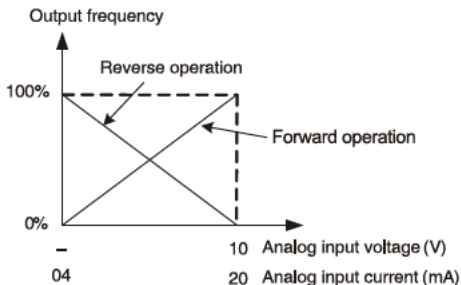 Output frequency
Reverse operation
100%
Forward operation
0%
– 10 Analog input voltage (V)
04 20 Analog input current (mA)